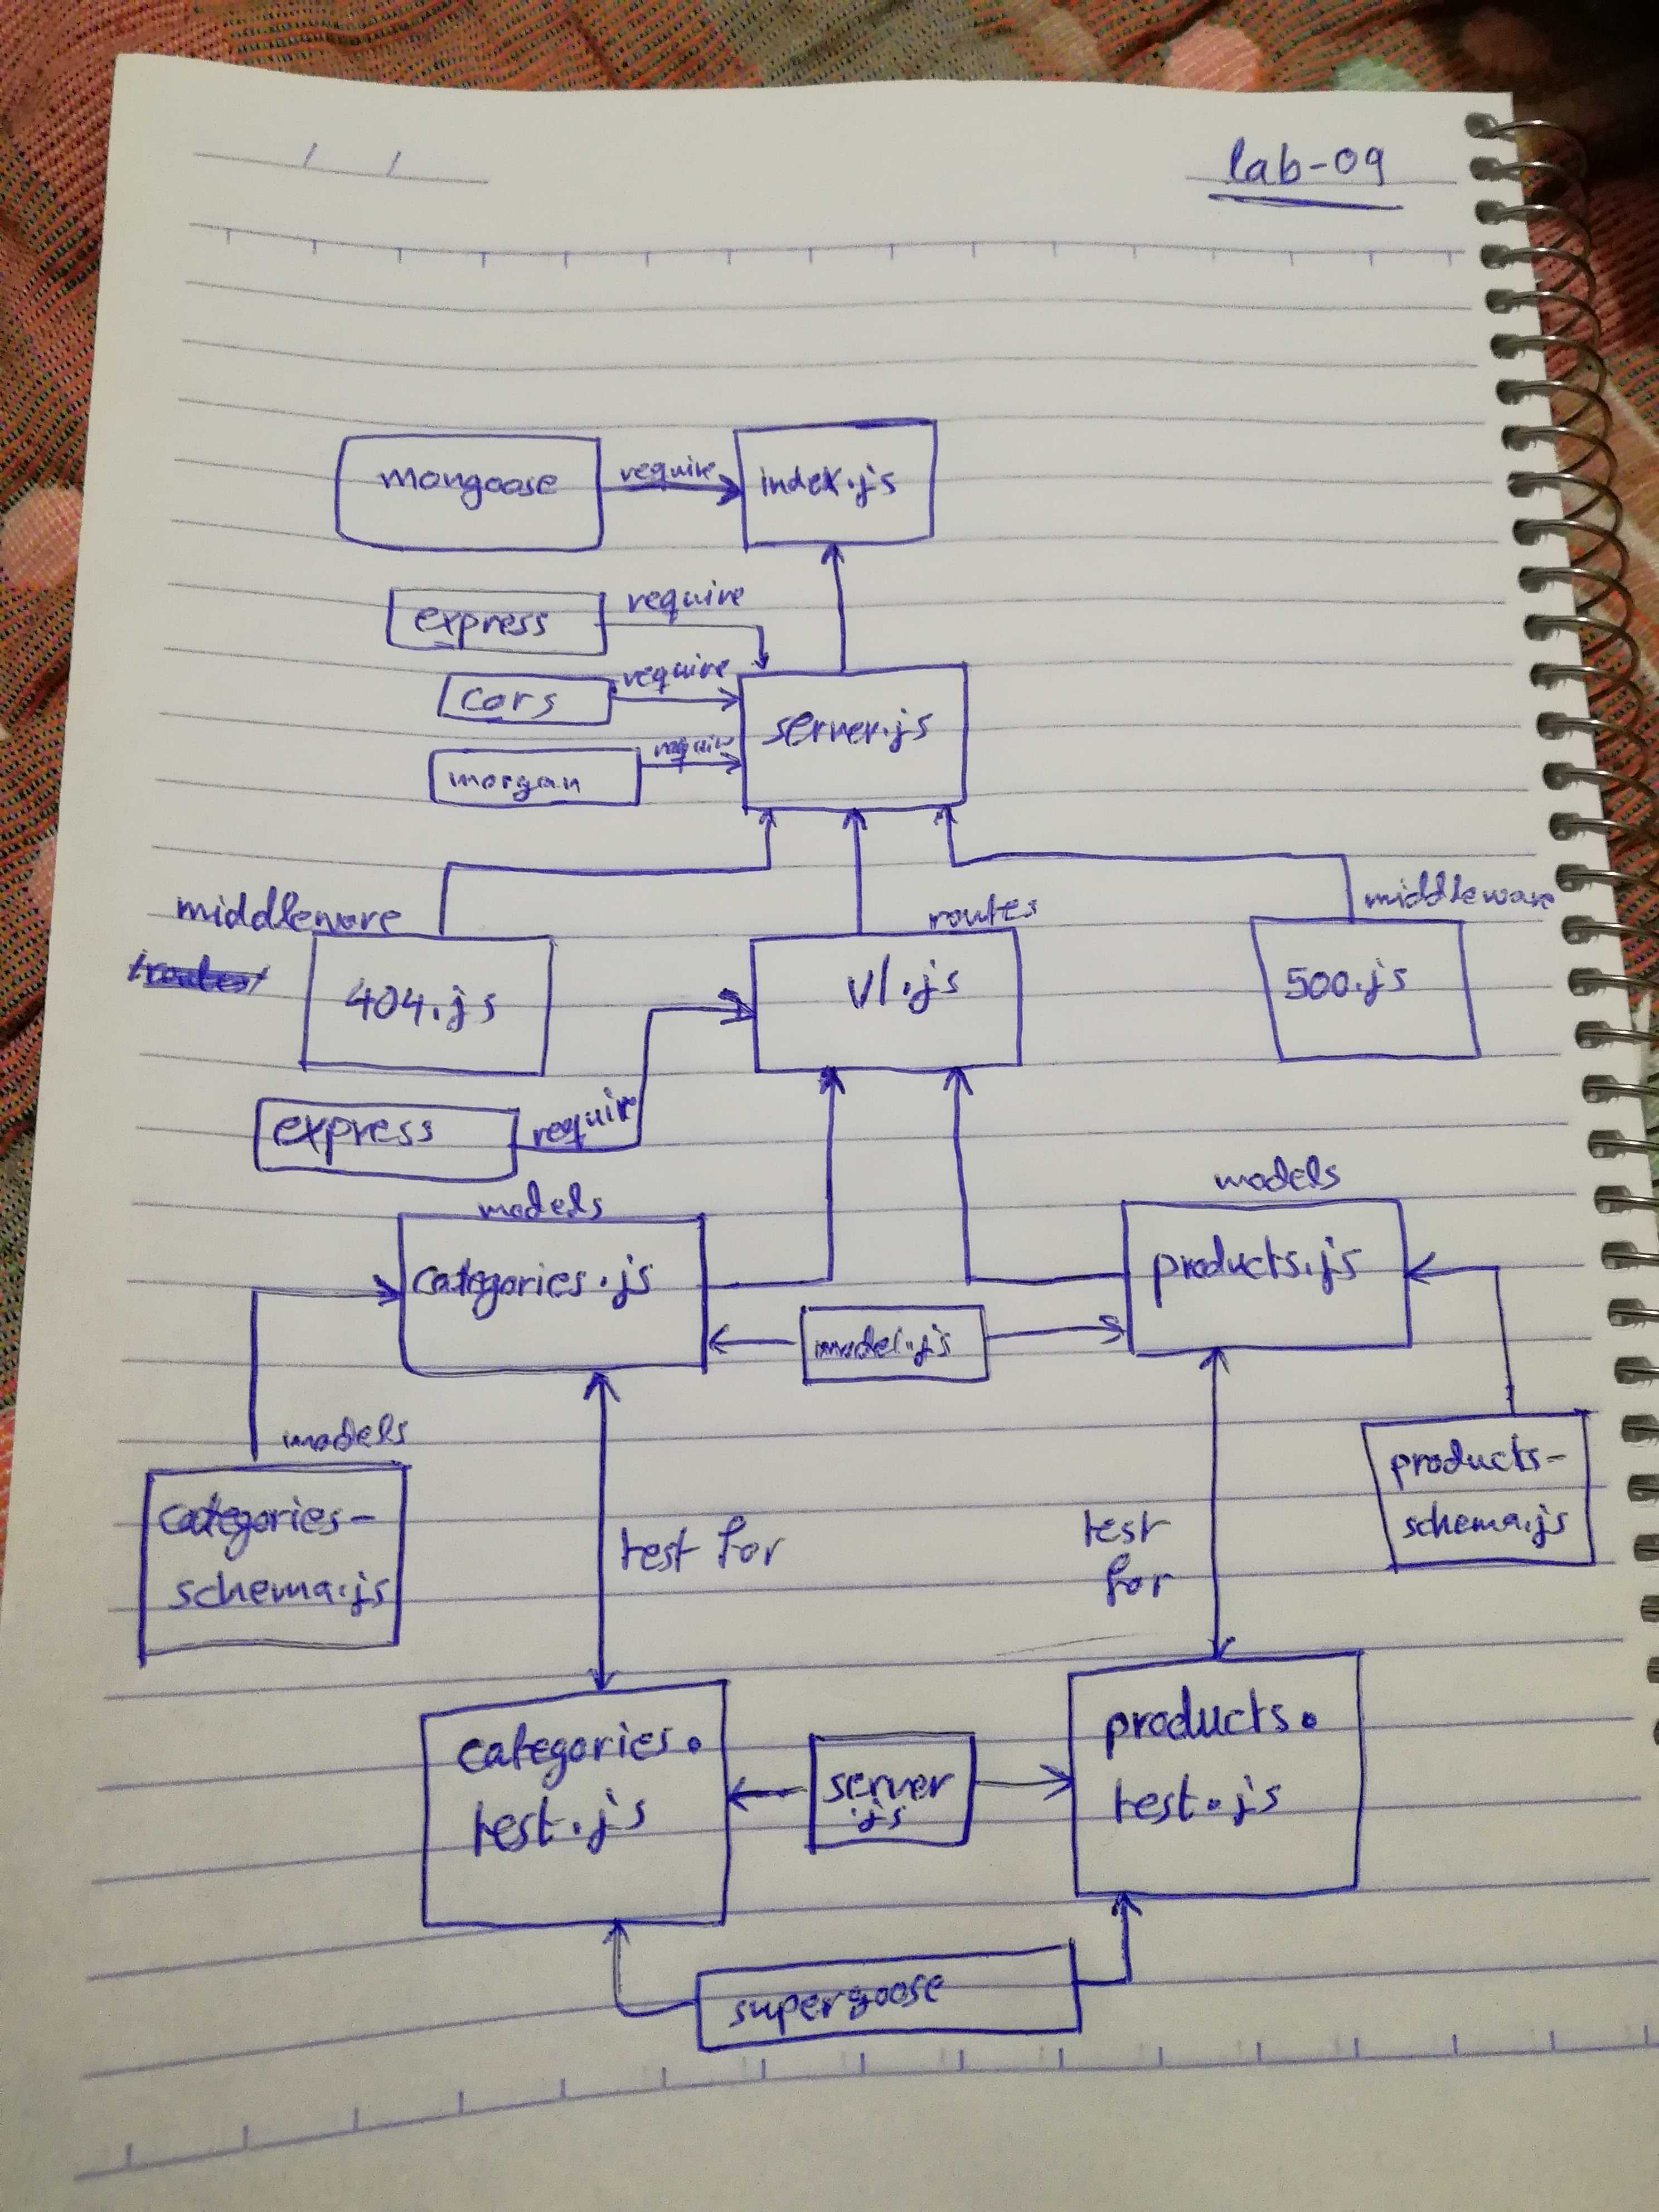 lab-09
mongoose
require
index.js
express
require
cors
require
server.js
morgan
require
middleware
routes
middleware
404.js
v1.js
500.js
express
require
models
models
categories.js
products.js
model.js
models
categories-
schema.js
products-
schema.js
test for
test
for
categories.
test.js
server
.js
products.
test.js
supergoose